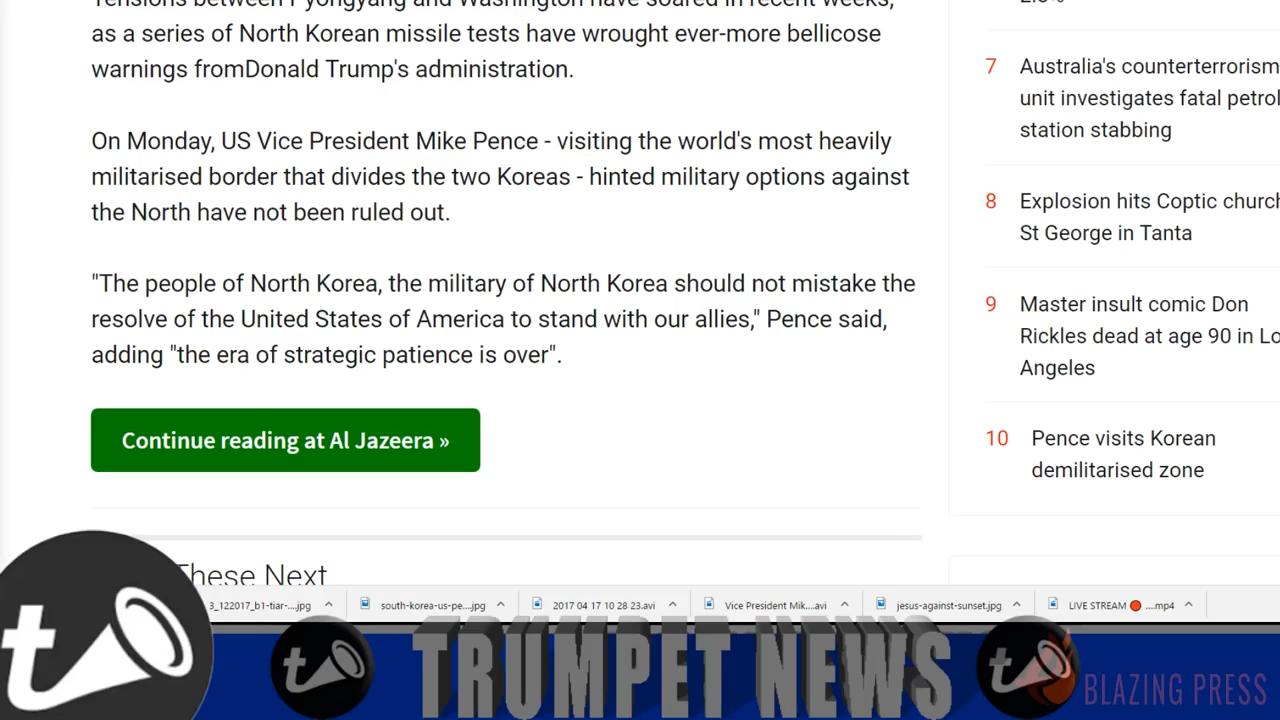 Tensions between Pyongyang and Washington have soared in recent weeks,
as a series of North Korean missile tests have wrought ever-more bellicose
warnings fromDonald Trump's administration.
On Monday, US Vice President Mike Pence - visiting the world's most heavily
militarised border that divides the two Koreas - hinted military options against
the North have not been ruled out.
"The people of North Korea, the military of North Korea should not mistake the
resolve of the United States of America to stand with our allies," Pence said,
adding "the era of strategic patience is over".
Continue reading at Al Jazeera »
These Next
7 Australia's counterterrorism
unit investigates fatal petrol
station stabbing
8 Explosion hits Coptic church
St George in Tanta
9 Master insult comic Don
Rickles dead at age 90 in Lo
Angeles
10 Pence visits Korean
demilitarised zone
3_122017_b1-tiar-....jpg
south-korea-us-pe....jpg
2017 04 17 10 28 23.avi
Vice President Mik....avi
jesus-against-sunset.jpg
LIVE STREAM 🔴 ....mp4
t
t TRUMPET NEWS t
BLAZING PRESS